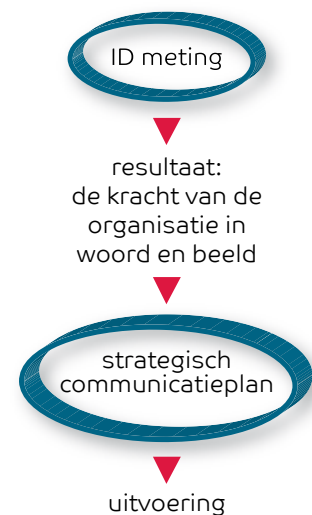 ID meting
resultaat:
de kracht van de
organisatie in
woord en beeld
strategisch
communicatieplan
uitvoering